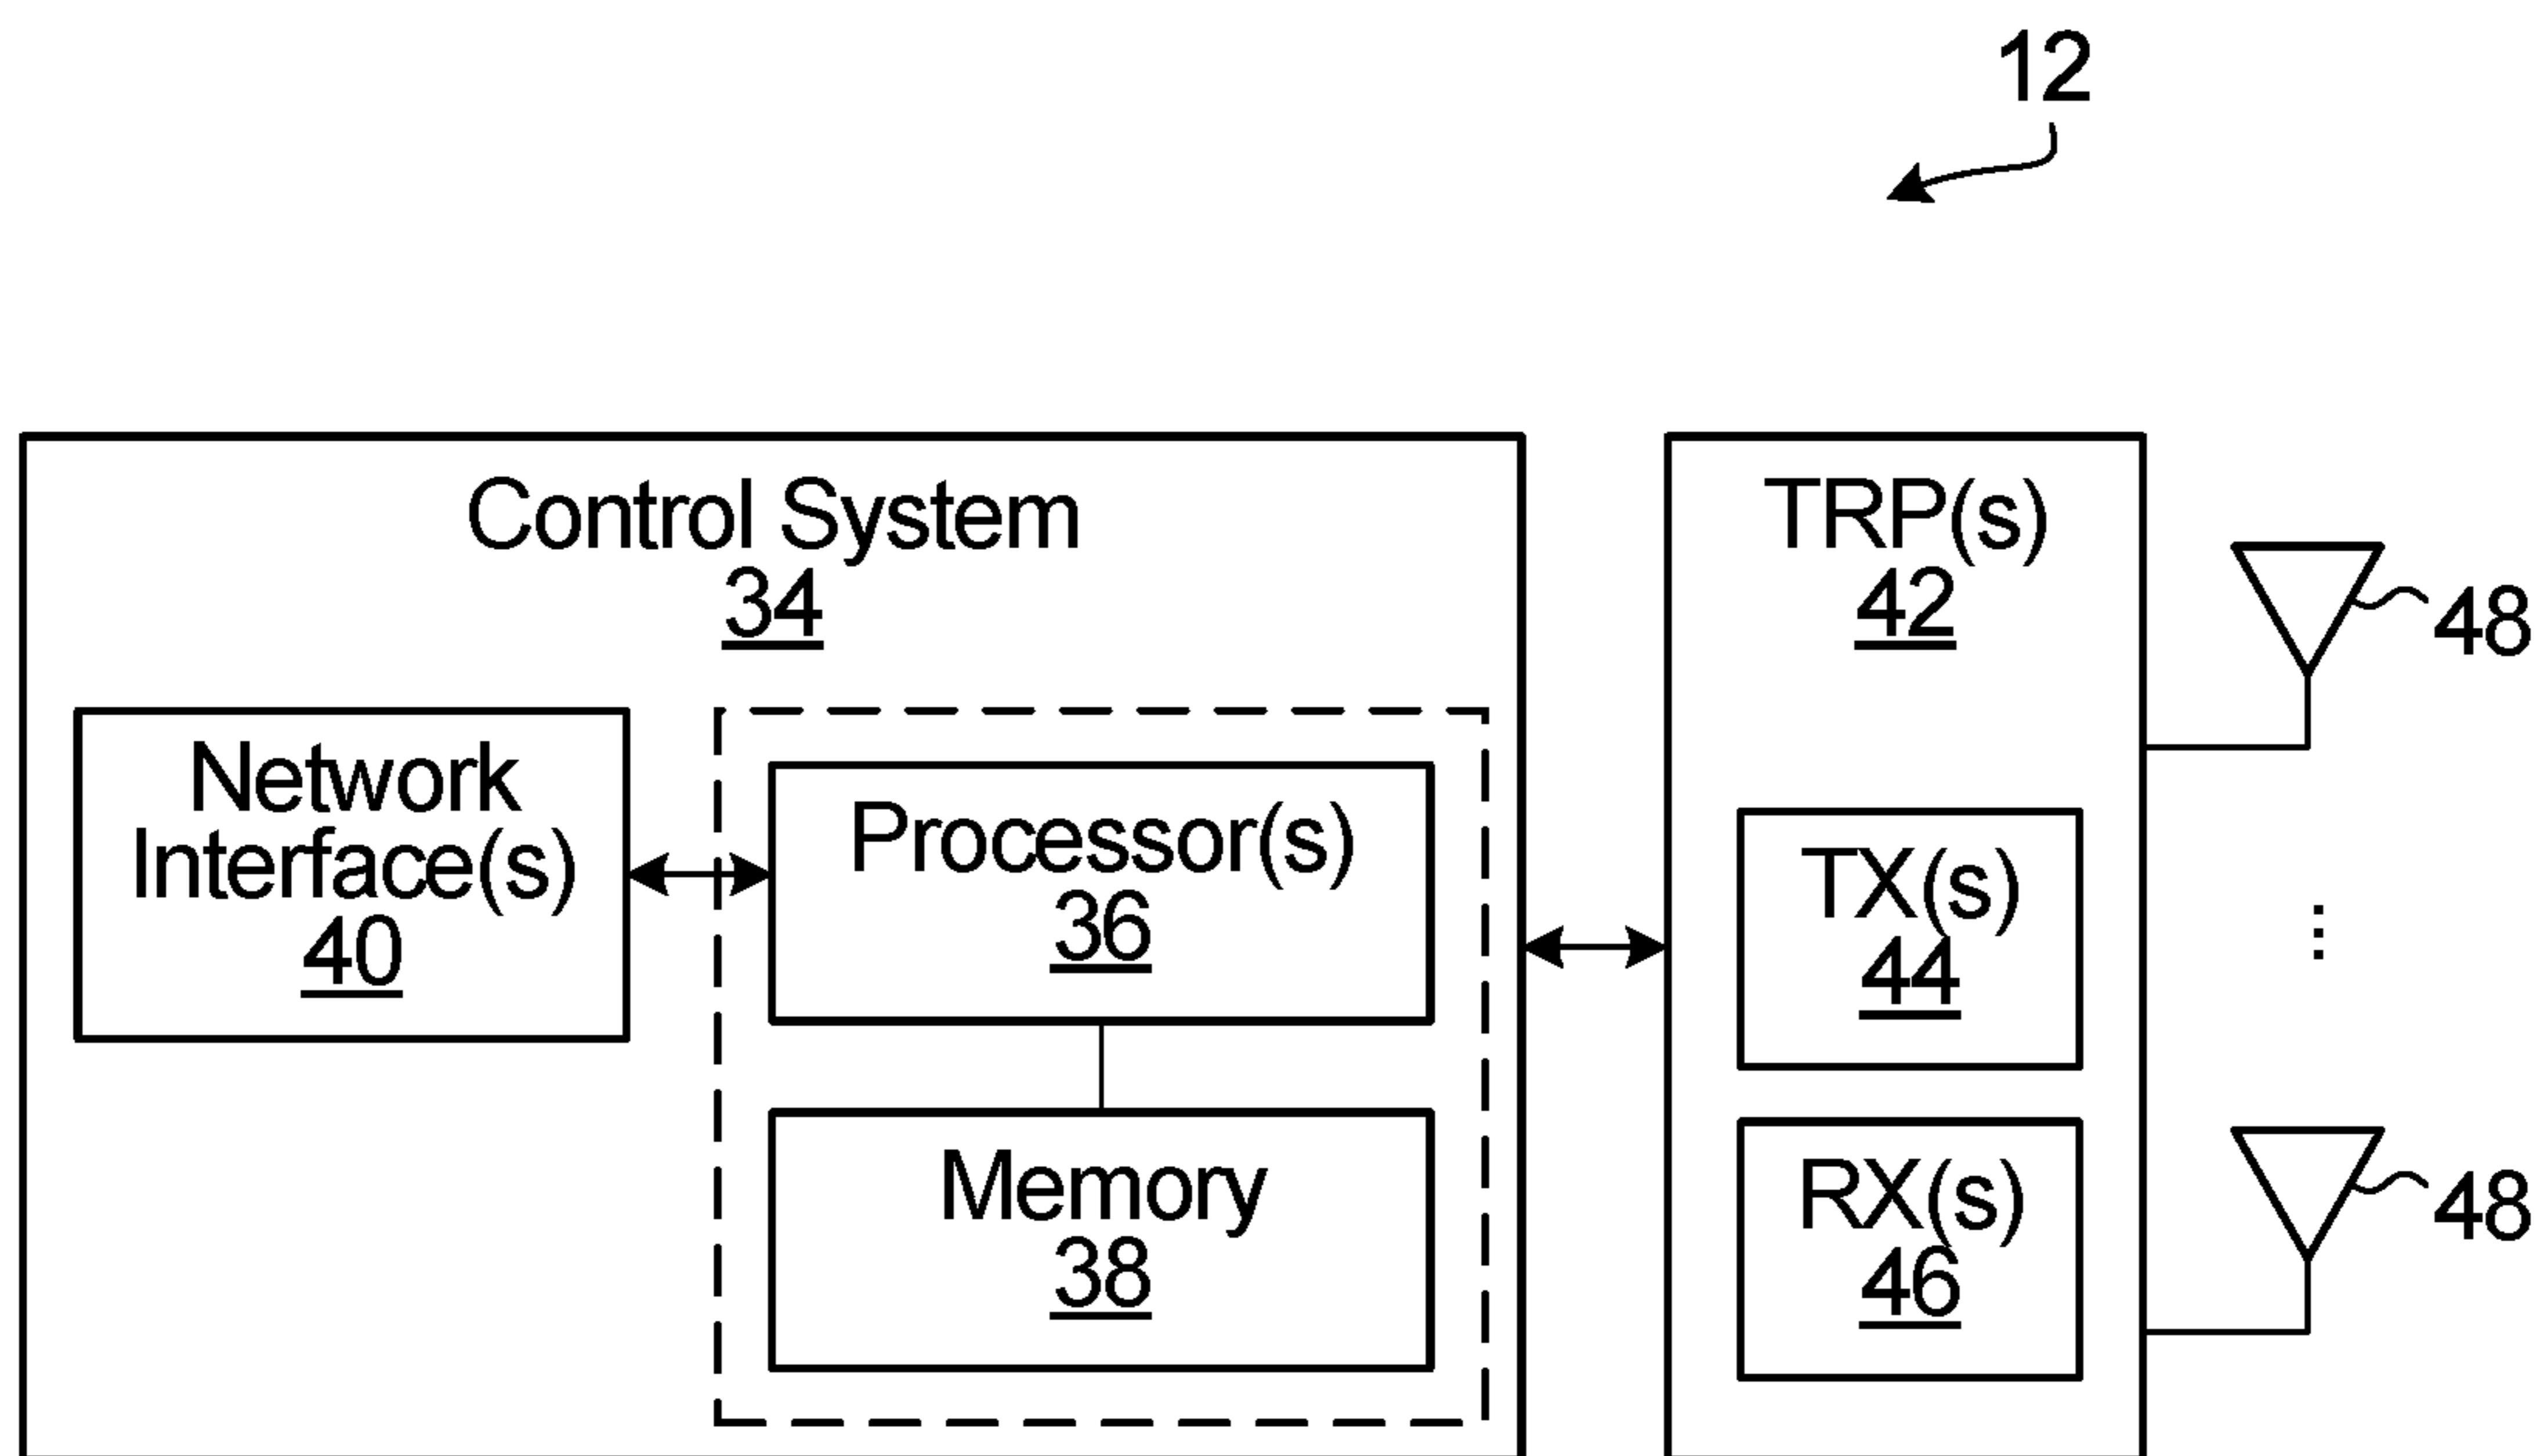 12
Control System
34
Network
Interface(s)
40
Processor(s)
36
Memory
38
TRP(s)
42
TX(s)
44
RX(s)
46
48
48